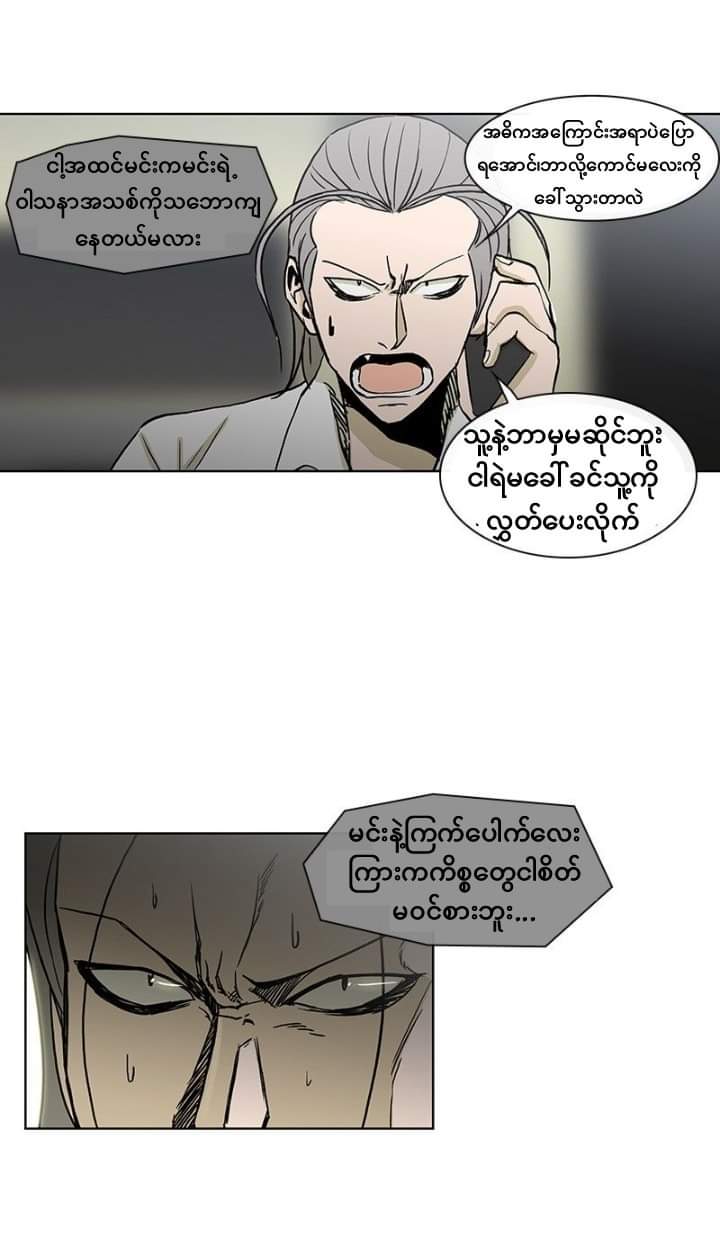 ငါ့အထင်မင်းကမင်းရဲ့
ဝါသနာအသစ်ကိုသဘောကျ
နေတယ်မလား
အဓိကအကြောင်းအရာပဲပြော
ရအောင်၊ဘာလို့ကောင်မလေးကို
ခေါ်သွားတာလဲ
သူ့နဲ့ဘာမှမဆိုင်ဘူး
ငါရဲမခေါ်ခင်သူ့ကို
လွှတ်ပေးလိုက်
မင်းနဲ့ကြက်ပေါက်လေး
ကြားကကိစ္စတွေငါစိတ်
မဝင်စားဘူး...